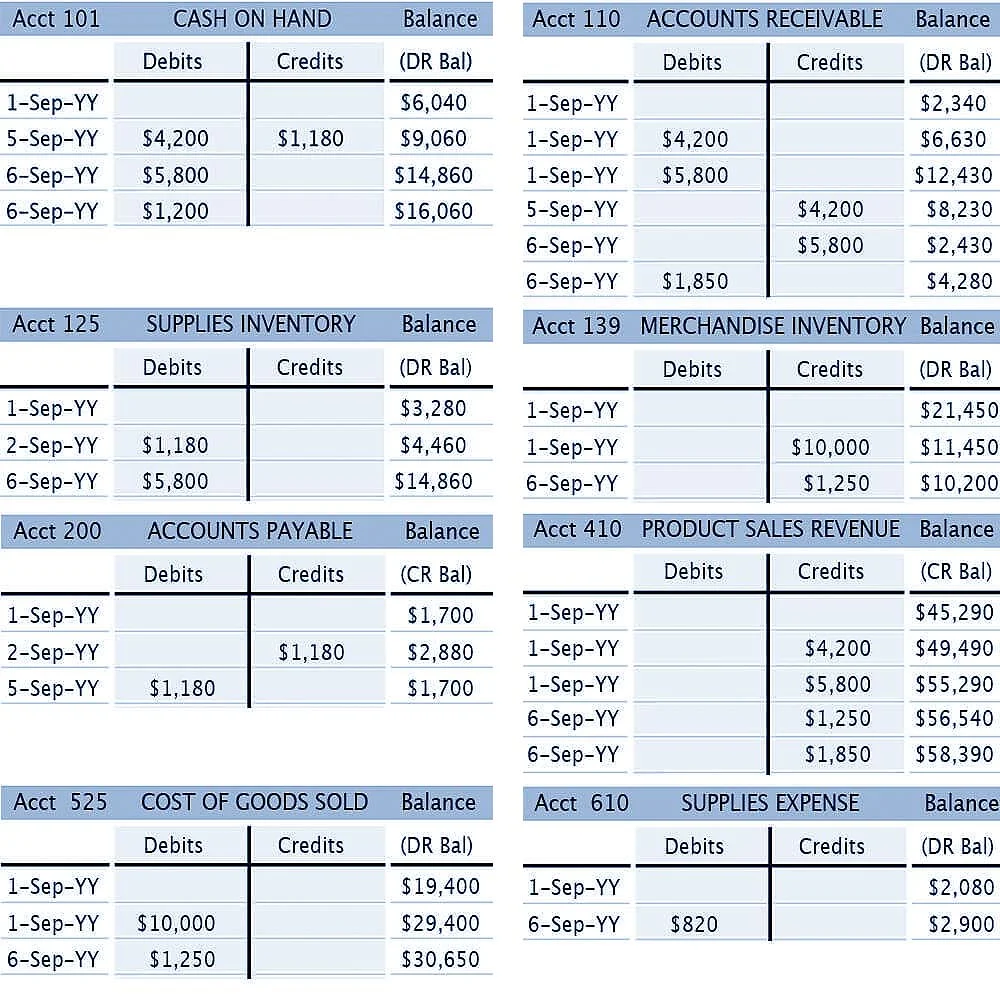 Acct 101 CASH ON HAND Balance
Debits Credits (DR Bal)
1-Sep-YY $6,040
5-Sep-YY $4,200 $1,180 $9,060
6-Sep-YY $5,800 $14,860
6-Sep-YY $1,200 $16,060
Acct 110 ACCOUNTS RECEIVABLE Balance
Debits Credits (DR Bal)
1-Sep-YY $2,340
1-Sep-YY $4,200 $6,630
1-Sep-YY $5,800 $12,430
5-Sep-YY $4,200 $8,230
6-Sep-YY $5,800 $2,430
6-Sep-YY $1,850 $4,280
Acct 125 SUPPLIES INVENTORY Balance
Debits Credits (DR Bal)
1-Sep-YY $3,280
2-Sep-YY $1,180 $4,460
6-Sep-YY $5,800 $14,860
Acct 139 MERCHANDISE INVENTORY Balance
Debits Credits (DR Bal)
1-Sep-YY $21,450
1-Sep-YY $10,000 $11,450
6-Sep-YY $1,250 $10,200
Acct 200 ACCOUNTS PAYABLE Balance
Debits Credits (CR Bal)
1-Sep-YY $1,700
2-Sep-YY $1,180 $2,880
5-Sep-YY $1,180 $1,700
Acct 410 PRODUCT SALES REVENUE Balance
Debits Credits (CR Bal)
1-Sep-YY $45,290
1-Sep-YY $4,200 $49,490
1-Sep-YY $5,800 $55,290
6-Sep-YY $1,250 $56,540
6-Sep-YY $1,850 $58,390
Acct 525 COST OF GOODS SOLD Balance
Debits Credits (DR Bal)
1-Sep-YY $19,400
1-Sep-YY $10,000 $29,400
6-Sep-YY $1,250 $30,650
Acct 610 SUPPLIES EXPENSE Balance
Debits Credits (DR Bal)
1-Sep-YY $2,080
6-Sep-YY $820 $2,900